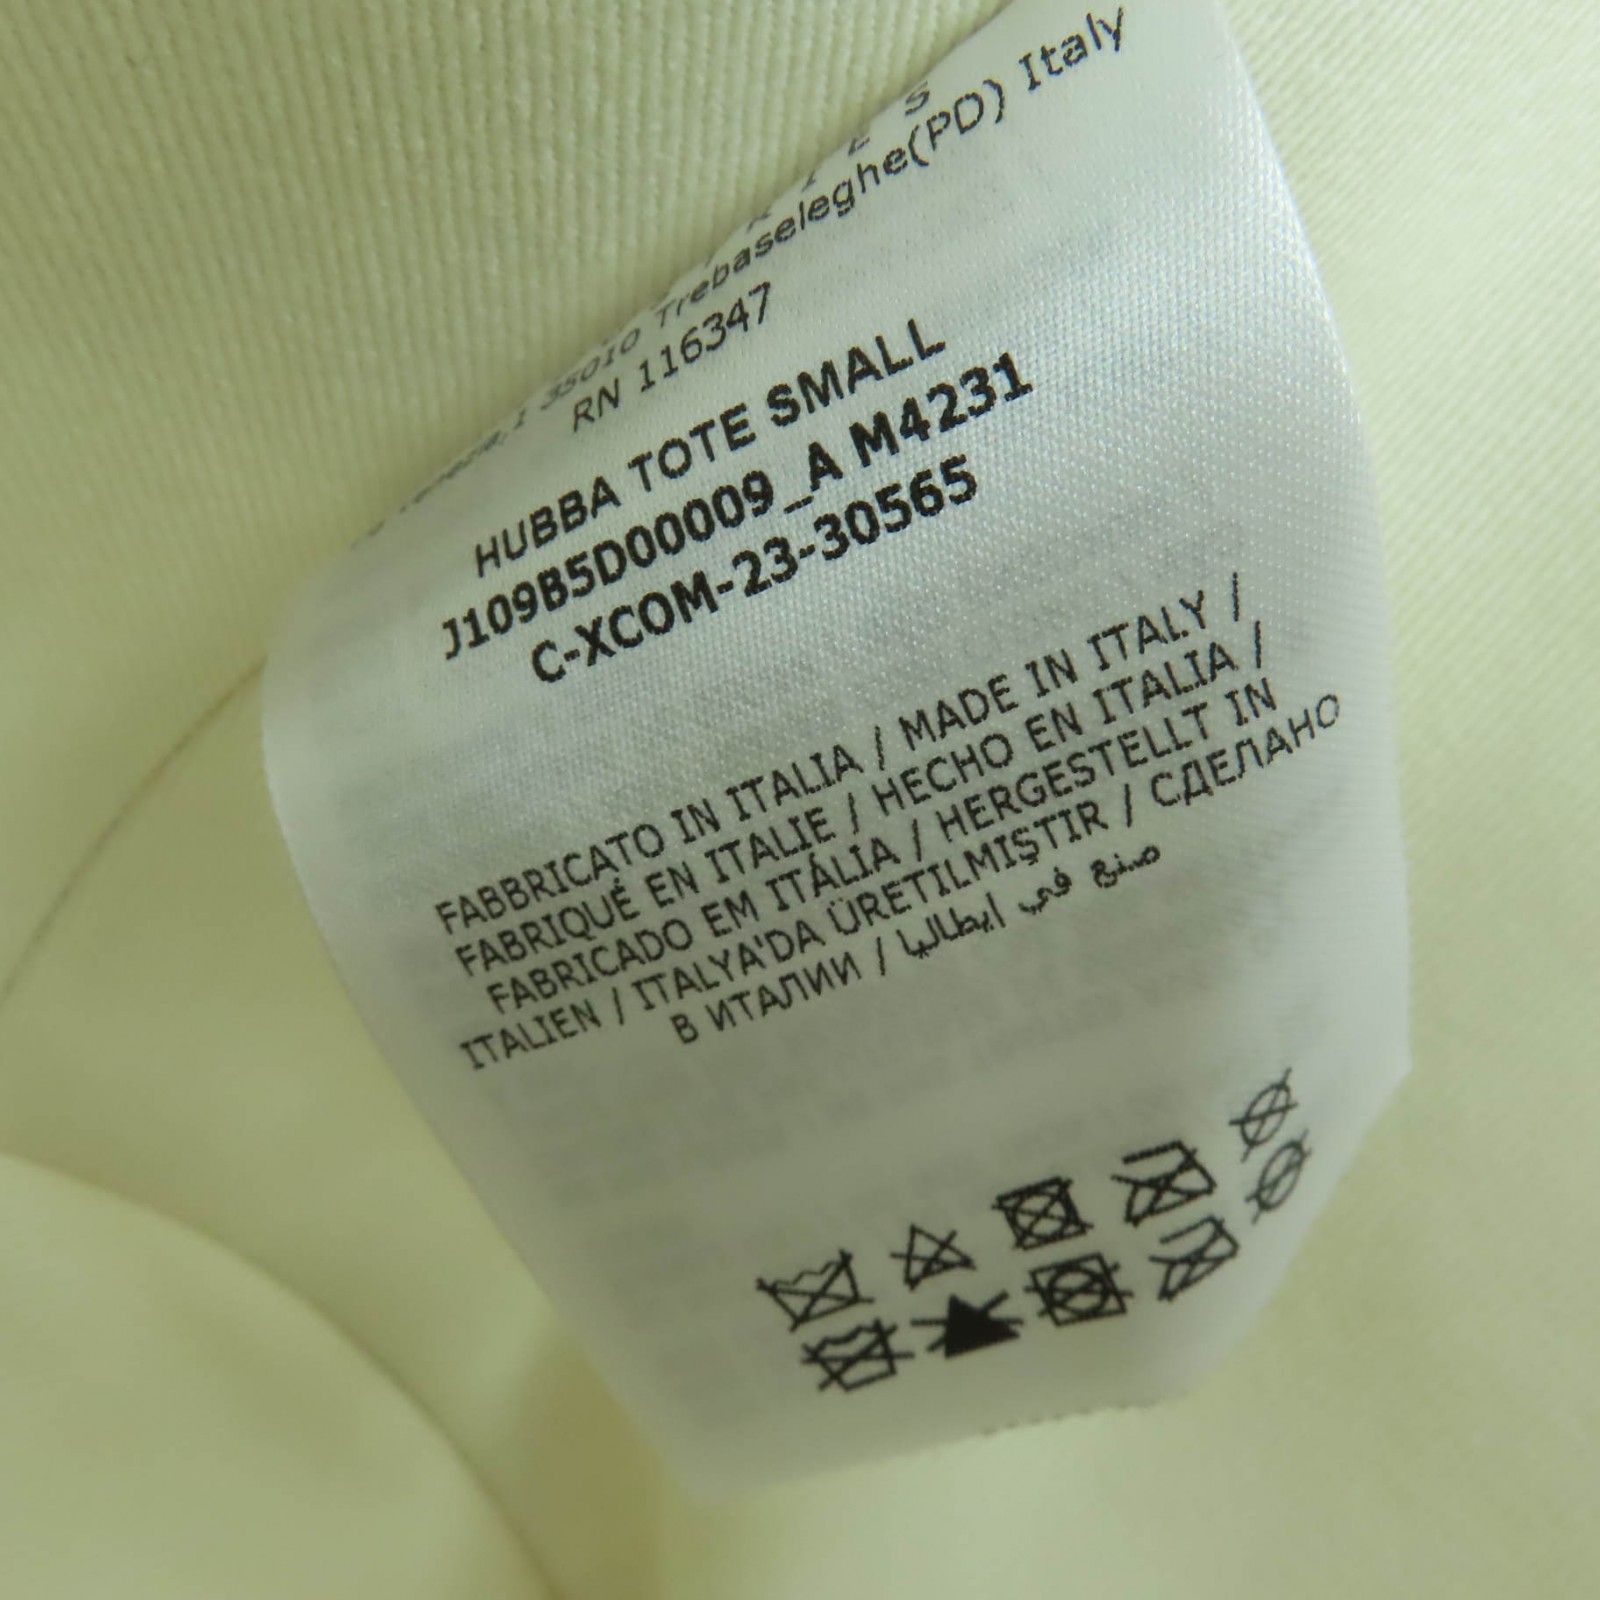 35010 Trebaseleghe(PD) Italy
RN 116347
HUBBA TOTE SMALL
J109B5D00009_A M4231
C-XCOM-23-30565
FABBRICATO IN ITALIA / MADE IN ITALY /
FABRIQUÉ EN ITALIE / HECHO EN ITALIA /
FABRICADO EM ITÁLIA / HERGESTELLT IN
ITALIEN / ITALYA'DA ÜRETILMIŞTIR / СДЕЛАНО
В ИТАЛИИ / صنع في ايطاليا